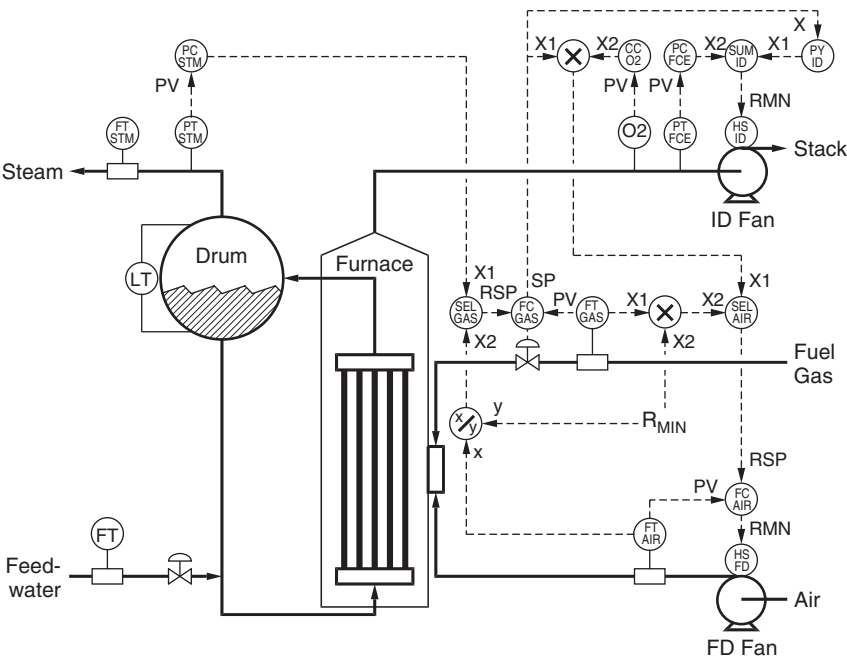 X
PC
STM
X1
X2
CC
O2
PC
FCE
X2
SUM
ID
X1
PY
ID
PV
PV
PV
RMN
FT
STM
PT
STM
O2
PT
FCE
HS
ID
Stack
Steam
ID Fan
Drum
Furnace
LT
X1
RSP
SP
PV
X1
X2
X1
SEL
GAS
FC
GAS
FT
GAS
SEL
AIR
X2
X2
Fuel
Gas
x/y
y
RMIN
x
RSP
PV
FC
AIR
FT
AIR
RMN
FT
HS
FD
Feed-
water
Air
FD Fan